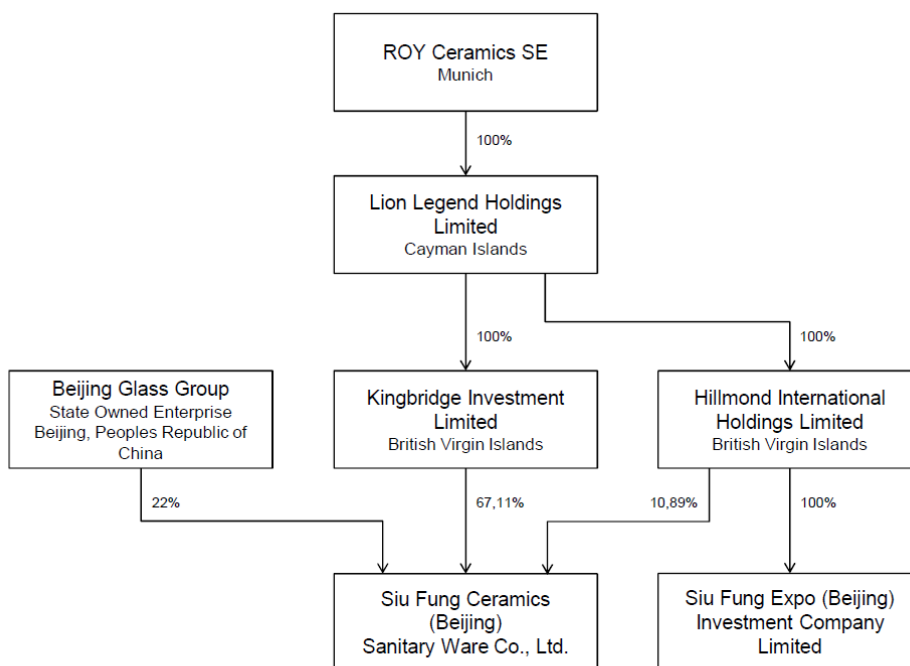 ROY Ceramics SE
Munich
100%
Lion Legend Holdings
Limited
Cayman Islands
100%
100%
Beijing Glass Group
State Owned Enterprise
Beijing, Peoples Republic of
China
Kingbridge Investment
Limited
British Virgin Islands
Hillmond International
Holdings Limited
British Virgin Islands
22%
67,11%
10,89%
100%
Siu Fung Ceramics
(Beijing)
Sanitary Ware Co., Ltd.
Siu Fung Expo (Beijing)
Investment Company
Limited